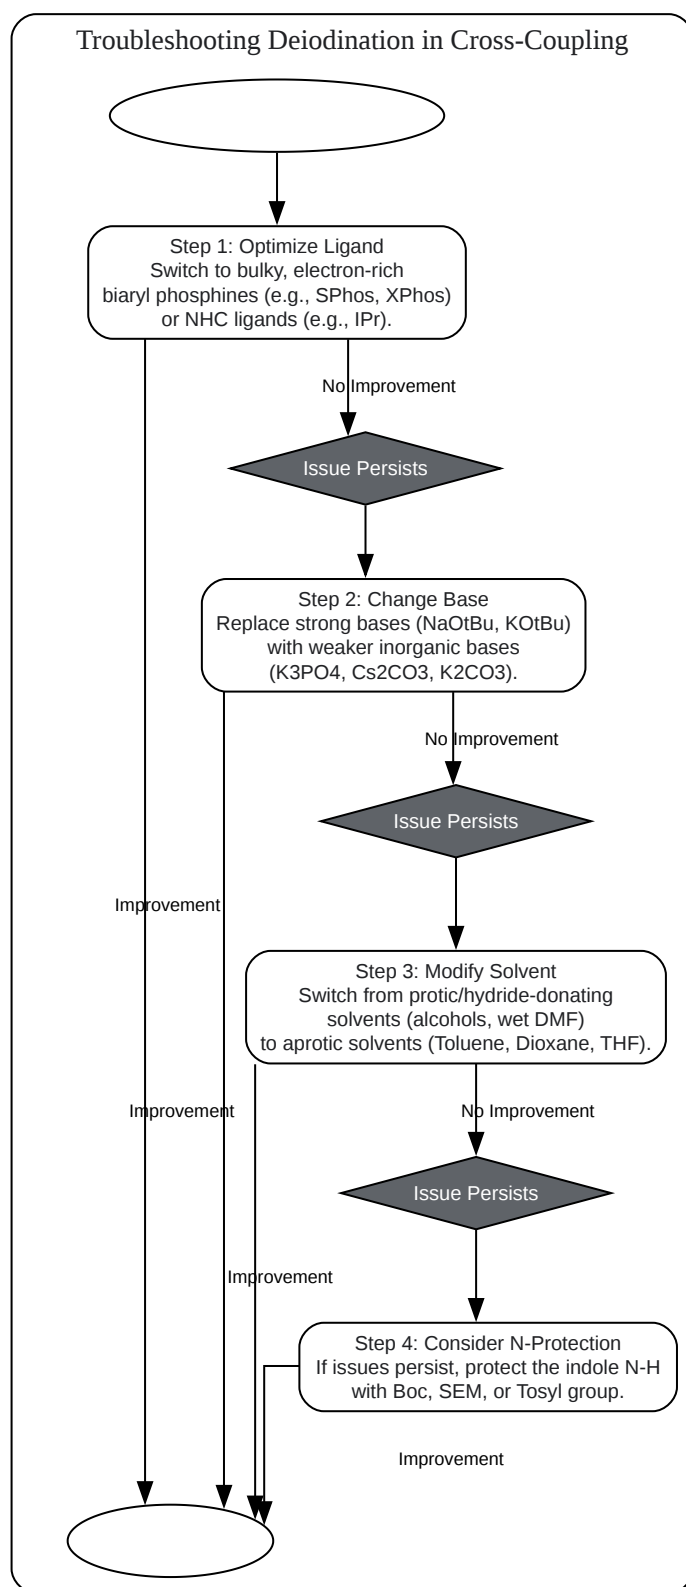 Troubleshooting Deiodination in Cross-Coupling
Step 1: Optimize Ligand
Switch to bulky, electron-rich
biaryl phosphines (e.g., SPhos, XPhos)
or NHC ligands (e.g., IPr).
No Improvement
Issue Persists
Step 2: Change Base
Replace strong bases (NaOtBu, KOtBu)
with weaker inorganic bases
(K3PO4, Cs2CO3, K2CO3).
No Improvement
Issue Persists
Improvement
Step 3: Modify Solvent
Switch from protic/hydride-donating
solvents (alcohols, wet DMF)
to aprotic solvents (Toluene, Dioxane, THF).
Improvement
No Improvement
Issue Persists
Improvement
Step 4: Consider N-Protection
If issues persist, protect the indole N-H
with Boc, SEM, or Tosyl group.
Improvement